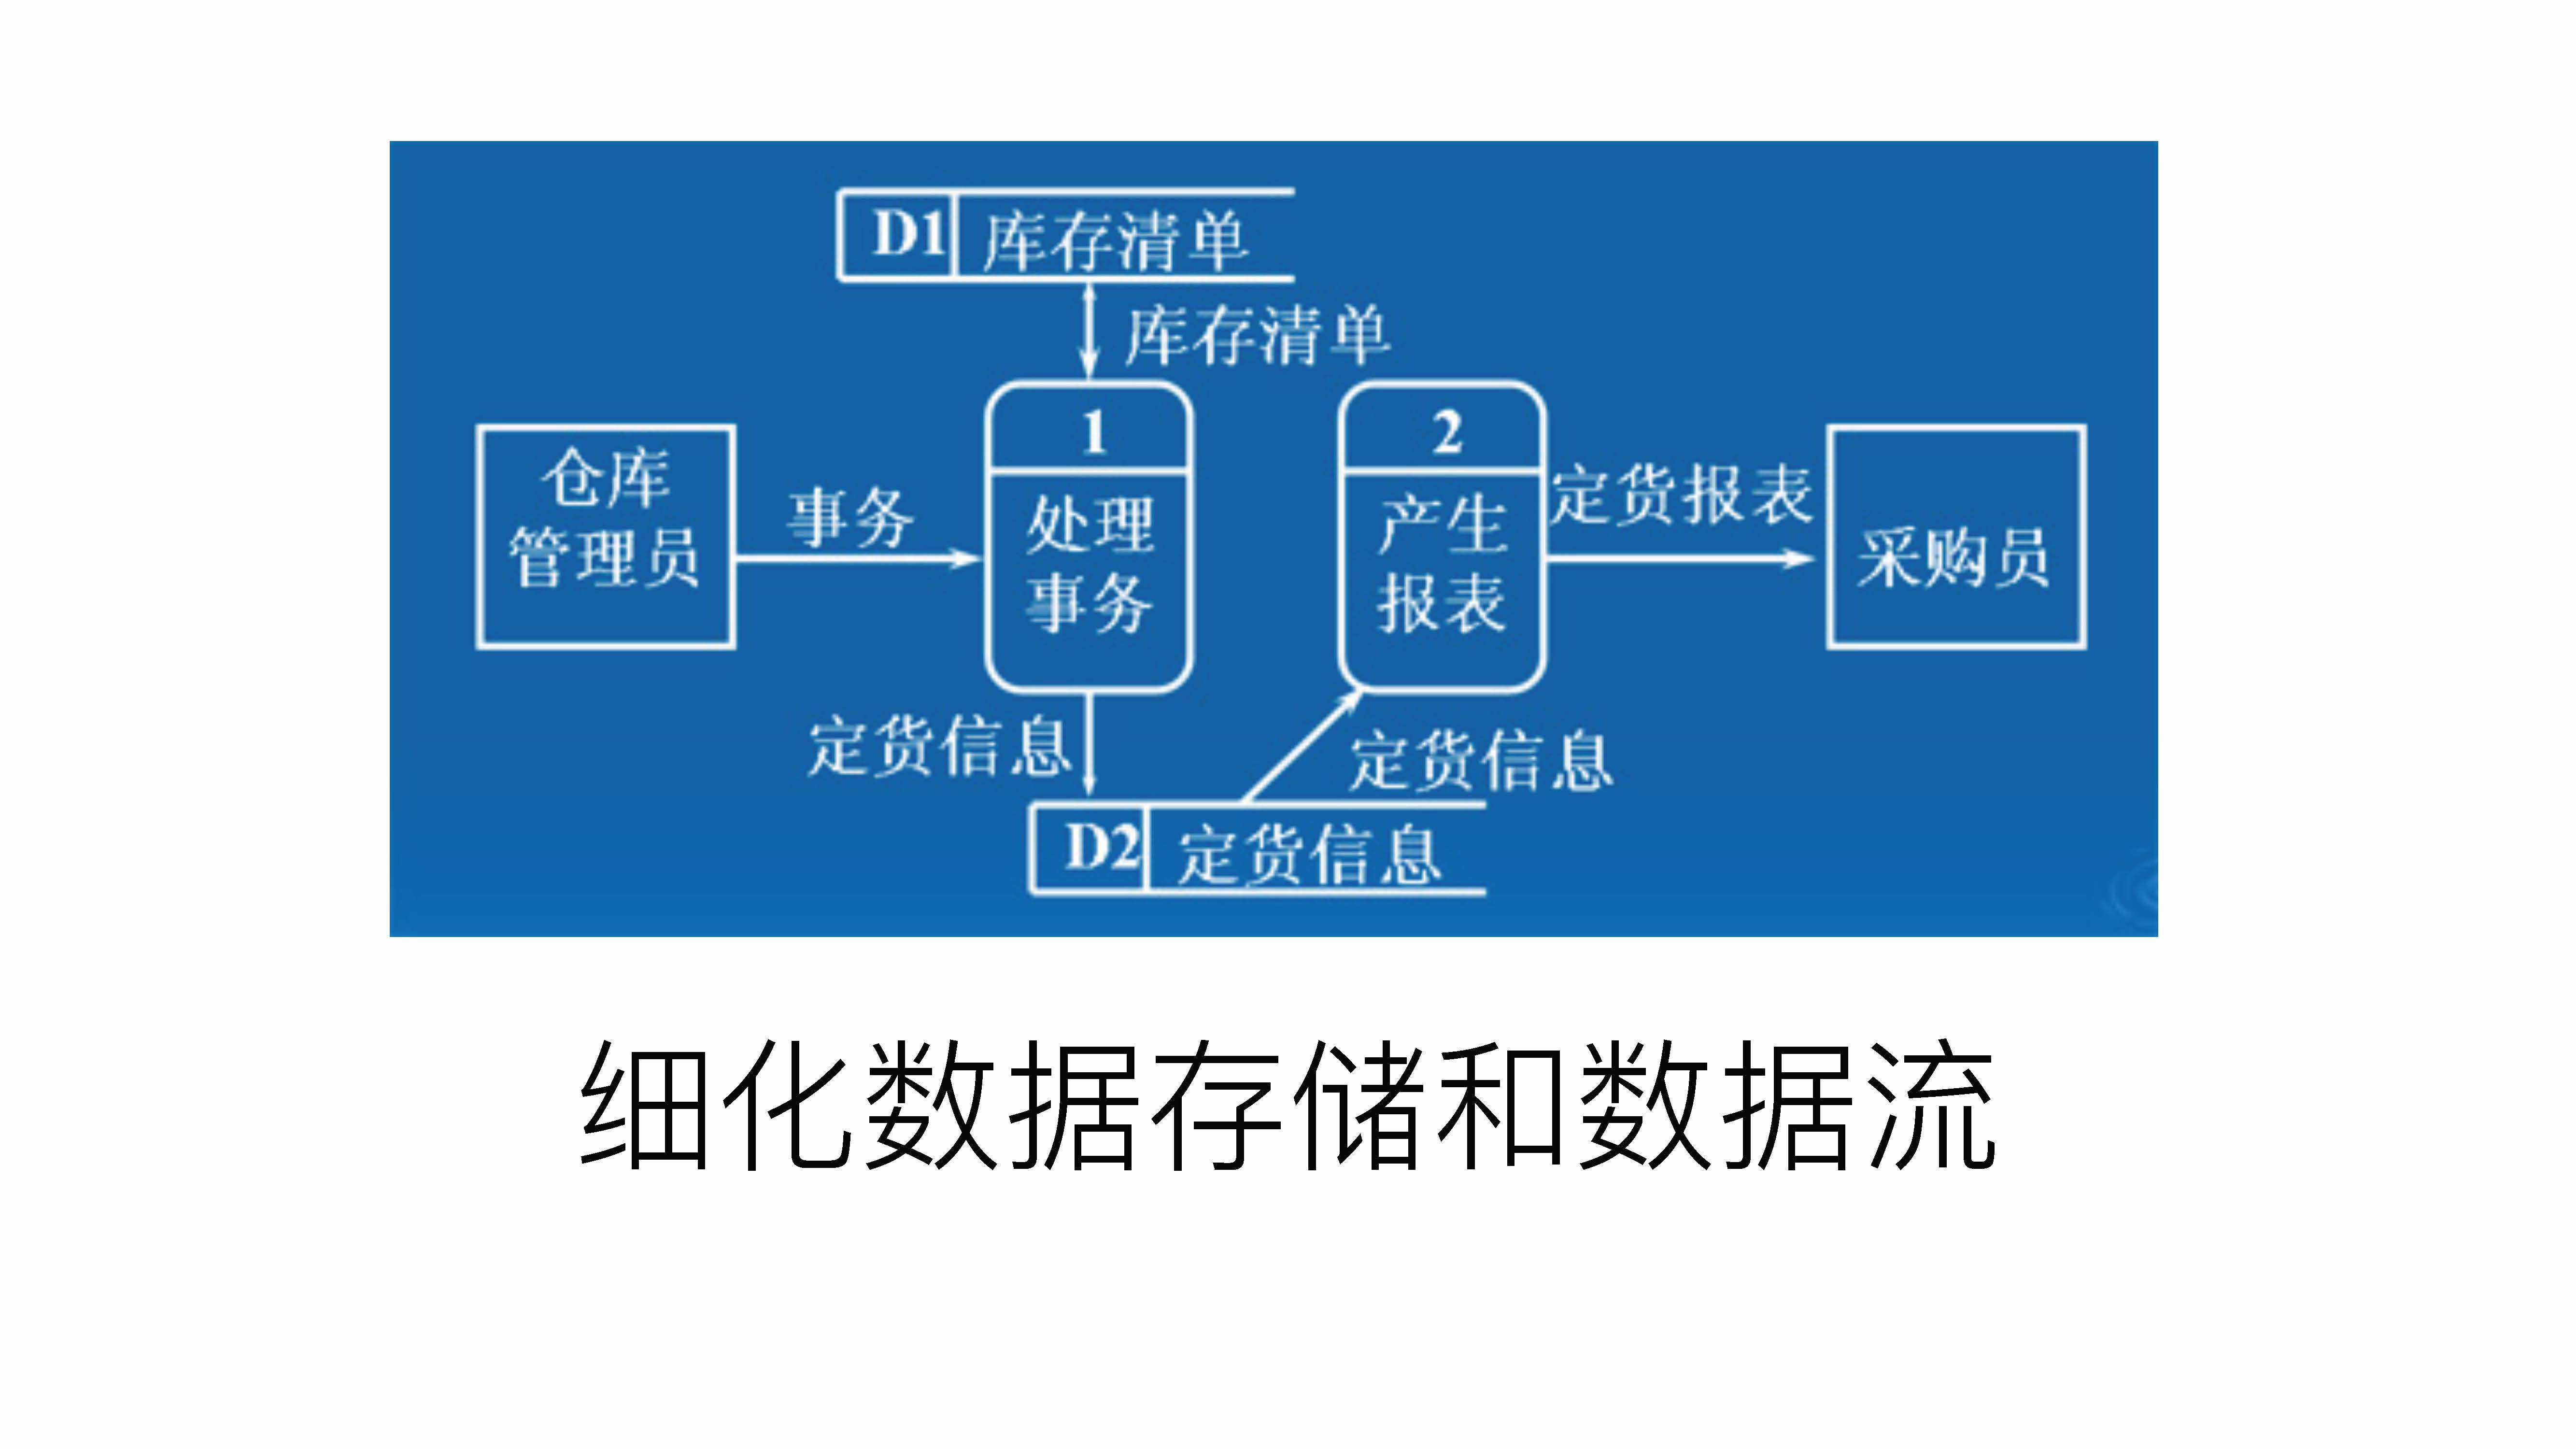 D1 库存清单
库存清单
仓库
管理员
事务
1
处理
事务
2
产生
报表
定货报表
采购员
定货信息
定货信息
D2 定货信息
细化数据存储和数据流